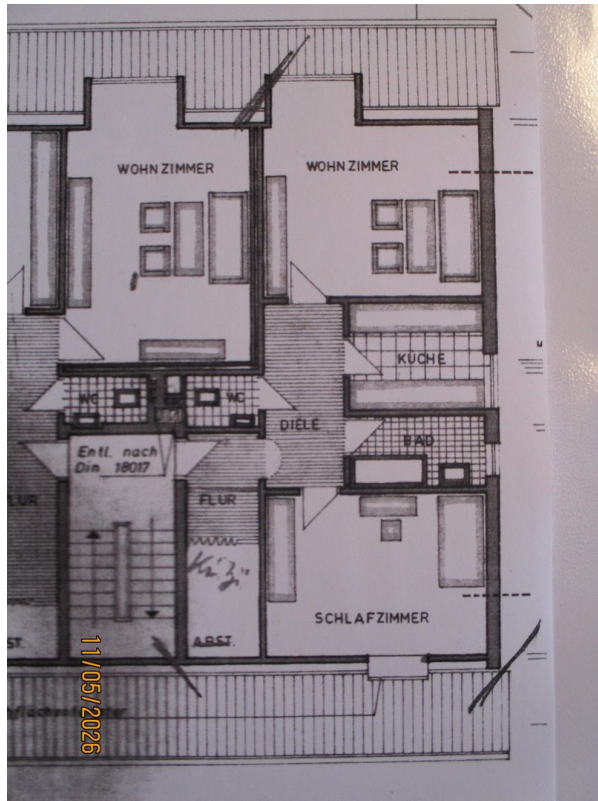 WOHNZIMMER
WOHNZIMMER
KÜCHE
WC
WC
DIELE
BAD
Entl. nach
Din 18017
FLUR
FLUR
SCHLAFZIMMER
ABST.
ST.
11/05/2026